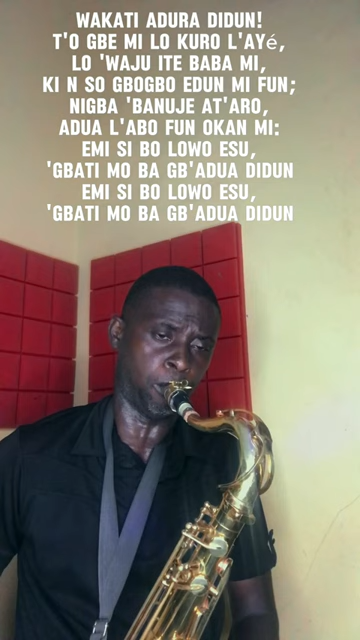 WAKATI ADURA DIDUN!
T'O GBE MI LO KURO L'AYé,
LO 'WAJU ITE BABA MI,
KI N SO GBOGBO EDUN MI FUN;
NIGBA 'BANUJE AT'ARO,
ADUA L'ABO FUN OKAN MI:
EMI SI BO LOWO ESU,
'GBATI MO BA GB'ADUA DIDUN
EMI SI BO LOWO ESU,
'GBATI MO BA GB'ADUA DIDUN